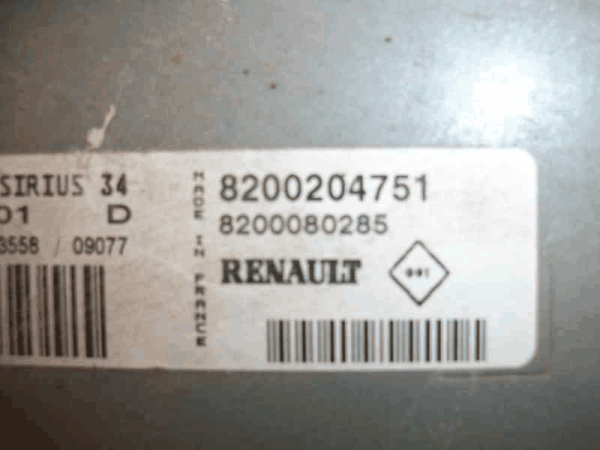 SIRIUS 34
01 D
3558 / 09077
MADE IN FRANCE
8200204751
8200080285
RENAULT